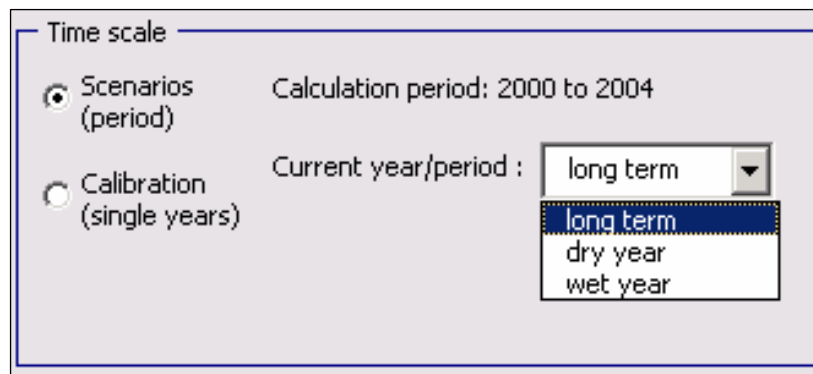 Time scale
Scenarios
(period)
Calculation period: 2000 to 2004
Calibration
(single years)
Current year/period :
long term
long term
dry year
wet year